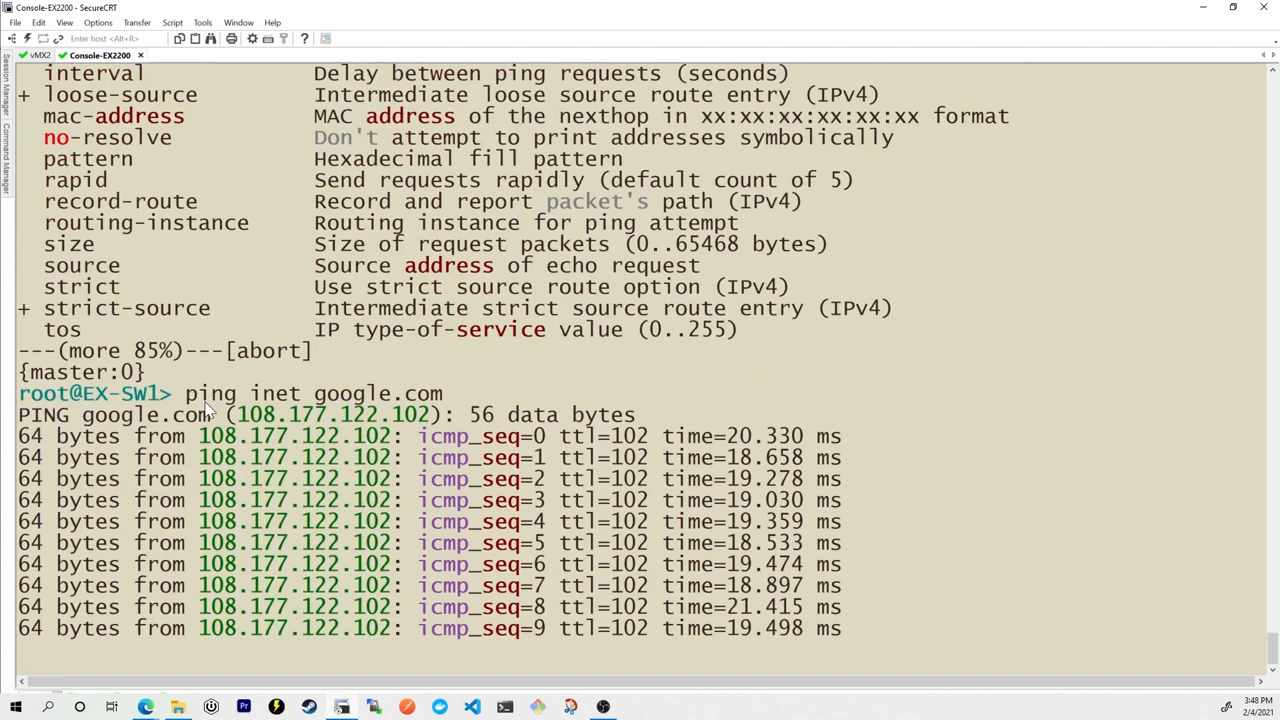 Console-EX2200 - SecureCRT
File Edit View Options Transfer Script Tools Window Help
Enter host <Alt+R>
vMX2 Console-EX2200
Session Manager
Command Manager
interval Delay between ping requests (seconds)
+ loose-source Intermediate loose source route entry (IPv4)
mac-address MAC address of the nexthop in xx:xx:xx:xx:xx:xx format
no-resolve Don't attempt to print addresses symbolically
pattern Hexadecimal fill pattern
rapid Send requests rapidly (default count of 5)
record-route Record and report packet's path (IPv4)
routing-instance Routing instance for ping attempt
size Size of request packets (0..65468 bytes)
source Source address of echo request
strict Use strict source route option (IPv4)
+ strict-source Intermediate strict source route entry (IPv4)
tos IP type-of-service value (0..255)
---(more 85%)---[abort]
{master:0}
root@EX-SW1> ping inet google.com
PING google.com (108.177.122.102): 56 data bytes
64 bytes from 108.177.122.102: icmp_seq=0 ttl=102 time=20.330 ms
64 bytes from 108.177.122.102: icmp_seq=1 ttl=102 time=18.658 ms
64 bytes from 108.177.122.102: icmp_seq=2 ttl=102 time=19.278 ms
64 bytes from 108.177.122.102: icmp_seq=3 ttl=102 time=19.030 ms
64 bytes from 108.177.122.102: icmp_seq=4 ttl=102 time=19.359 ms
64 bytes from 108.177.122.102: icmp_seq=5 ttl=102 time=18.533 ms
64 bytes from 108.177.122.102: icmp_seq=6 ttl=102 time=19.474 ms
64 bytes from 108.177.122.102: icmp_seq=7 ttl=102 time=18.897 ms
64 bytes from 108.177.122.102: icmp_seq=8 ttl=102 time=21.415 ms
64 bytes from 108.177.122.102: icmp_seq=9 ttl=102 time=19.498 ms
3:48 PM
2/4/2021